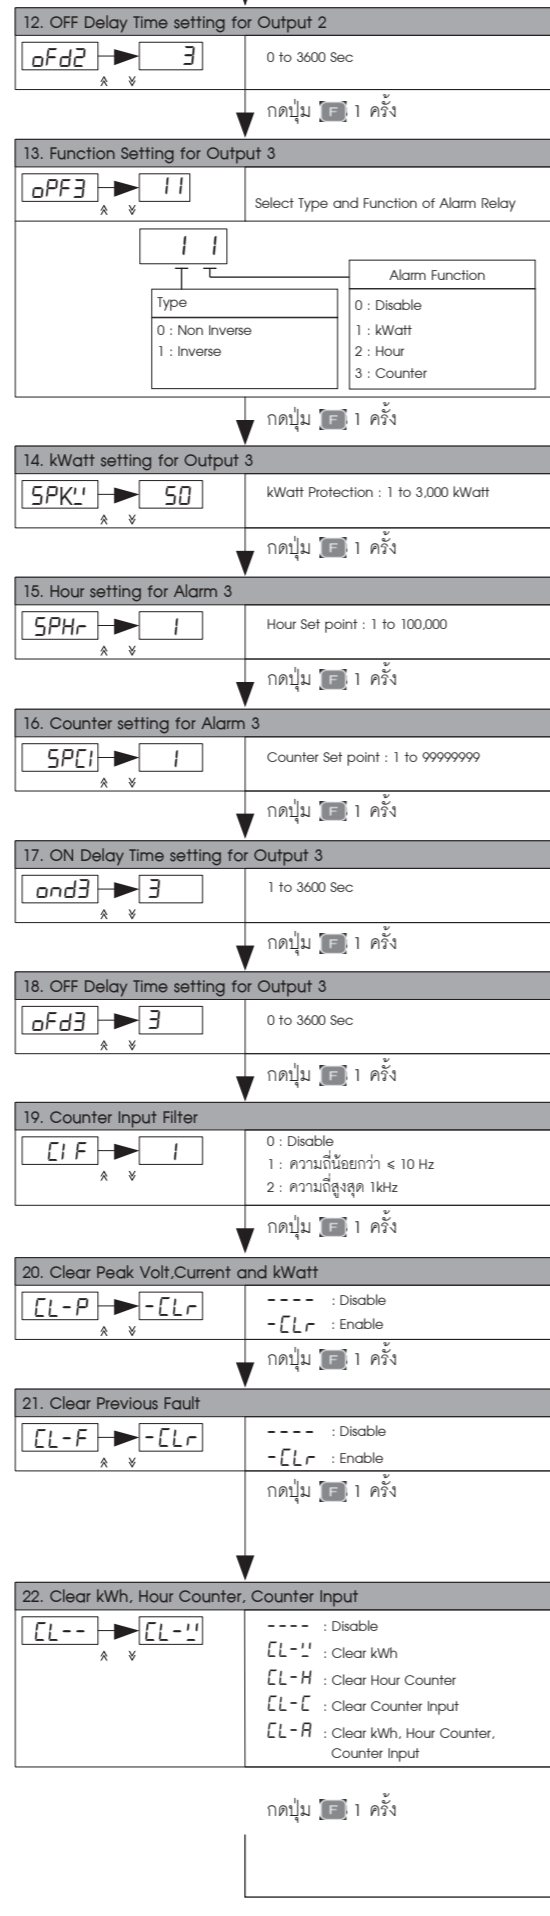 12. OFF Delay Time setting for Output 2
oFd2 3 0 to 3600 Sec
กดปุ่ม F 1 ครั้ง
13. Function Setting for Output 3
oPF3 11 Select Type and Function of Alarm Relay
1 1
Type
0 : Non Inverse
1 : Inverse
Alarm Function
0 : Disable
1 : kWatt
2 : Hour
3 : Counter
กดปุ่ม F 1 ครั้ง
14. kWatt setting for Output 3
SPKW 50 kWatt Protection : 1 to 3,000 kWatt
กดปุ่ม F 1 ครั้ง
15. Hour setting for Alarm 3
SPHr 1 Hour Set point : 1 to 100,000
กดปุ่ม F 1 ครั้ง
16. Counter setting for Alarm 3
SPC1 1 Counter Set point : 1 to 99999999
กดปุ่ม F 1 ครั้ง
17. ON Delay Time setting for Output 3
ond3 3 1 to 3600 Sec
กดปุ่ม F 1 ครั้ง
18. OFF Delay Time setting for Output 3
oFd3 3 0 to 3600 Sec
กดปุ่ม F 1 ครั้ง
19. Counter Input Filter
C1 F 1
0 : Disable
1 : ความถี่น้อยกว่า ≤ 10 Hz
2 : ความถี่สูงสุด 1kHz
กดปุ่ม F 1 ครั้ง
20. Clear Peak Volt,Current and kWatt
CL-P -CLr
---- : Disable
-CLr : Enable
กดปุ่ม F 1 ครั้ง
21. Clear Previous Fault
CL-F -CLr
---- : Disable
-CLr : Enable
กดปุ่ม F 1 ครั้ง
22. Clear kWh, Hour Counter, Counter Input
CL-- CL-W
---- : Disable
CL-W : Clear kWh
CL-H : Clear Hour Counter
CL-C : Clear Counter Input
CL-A : Clear kWh, Hour Counter,
Counter Input
กดปุ่ม F 1 ครั้ง